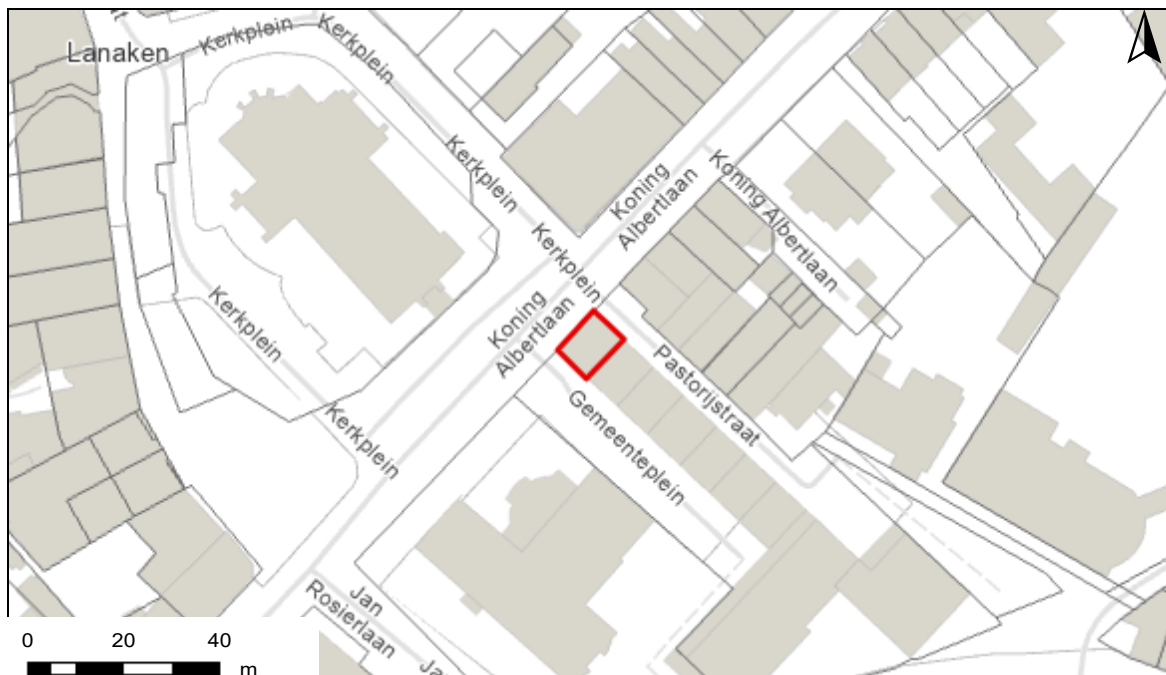 Lanaken
Kerkplein
Kerkplein
Kerkplein
Koning
Albertlaan
Koning Albertlaan
Kerkplein
Kerkplein
Koning
Albertlaan
Pastorijstraat
Gemeenteplein
Kerkplein
Jan
Rosierlaan
0 20 40
m